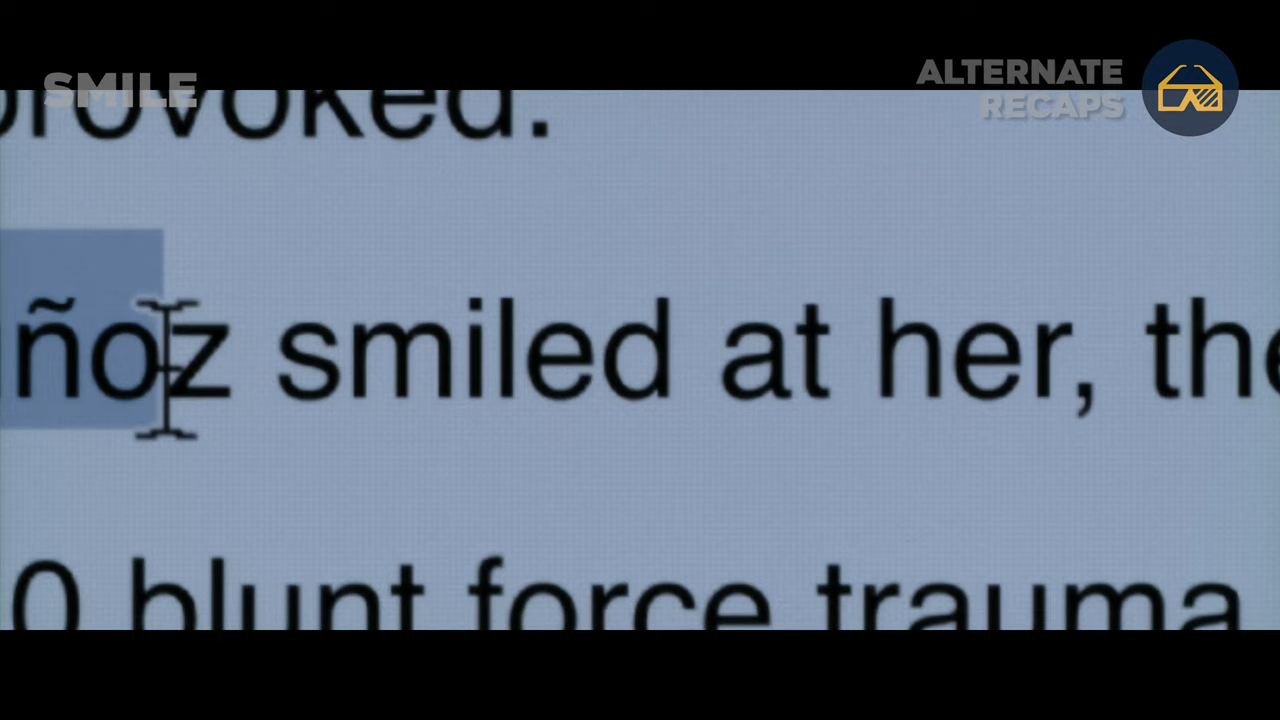 SMILE
ALTERNATE
RECAPS
provoked.
ñoz smiled at her, the
0 blunt force trauma